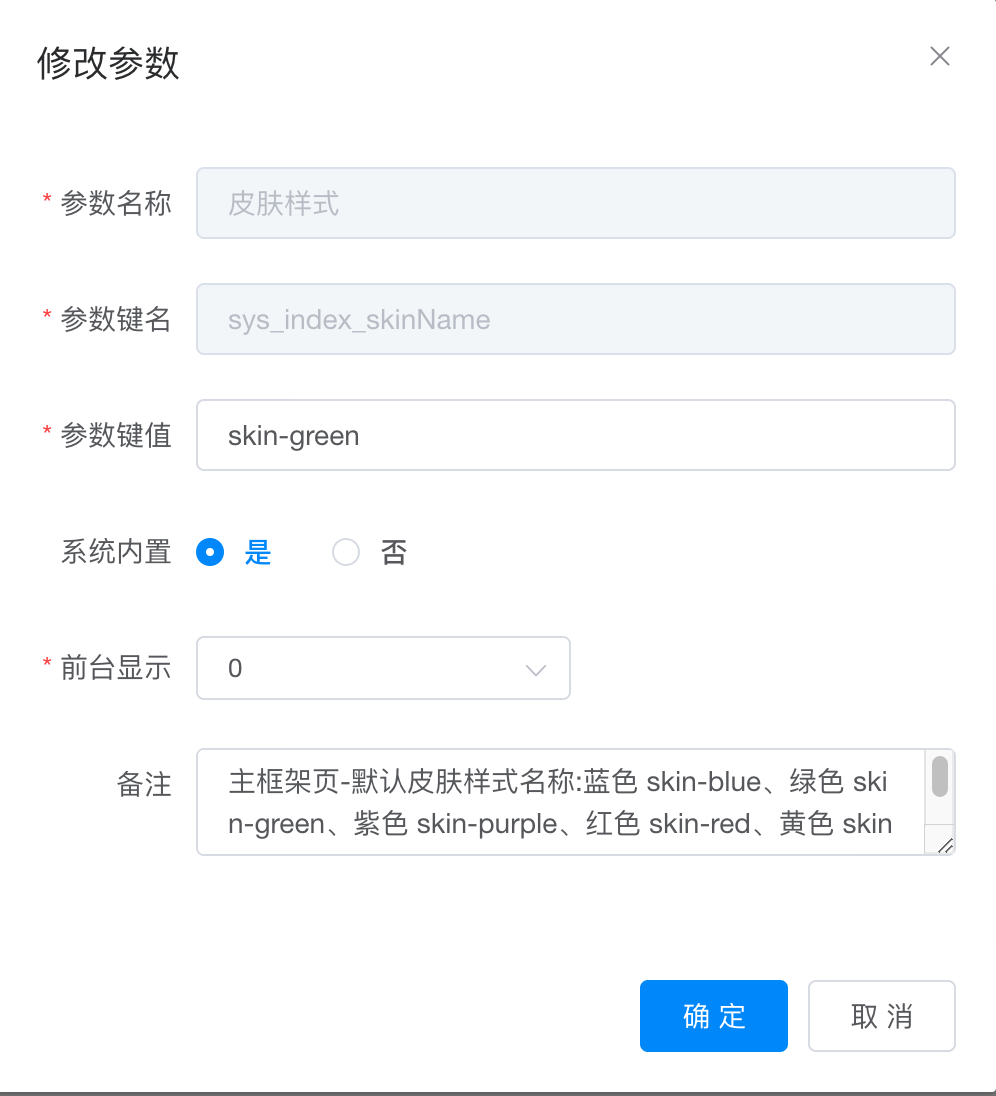 修改参数
* 参数名称 皮肤样式
* 参数键名 sys_index_skinName
* 参数键值 skin-green
系统内置 是 否
* 前台显示 0
备注 主框架页-默认皮肤样式名称:蓝色 skin-blue、绿色 ski
n-green、紫色 skin-purple、红色 skin-red、黄色 skin
确 定 取 消